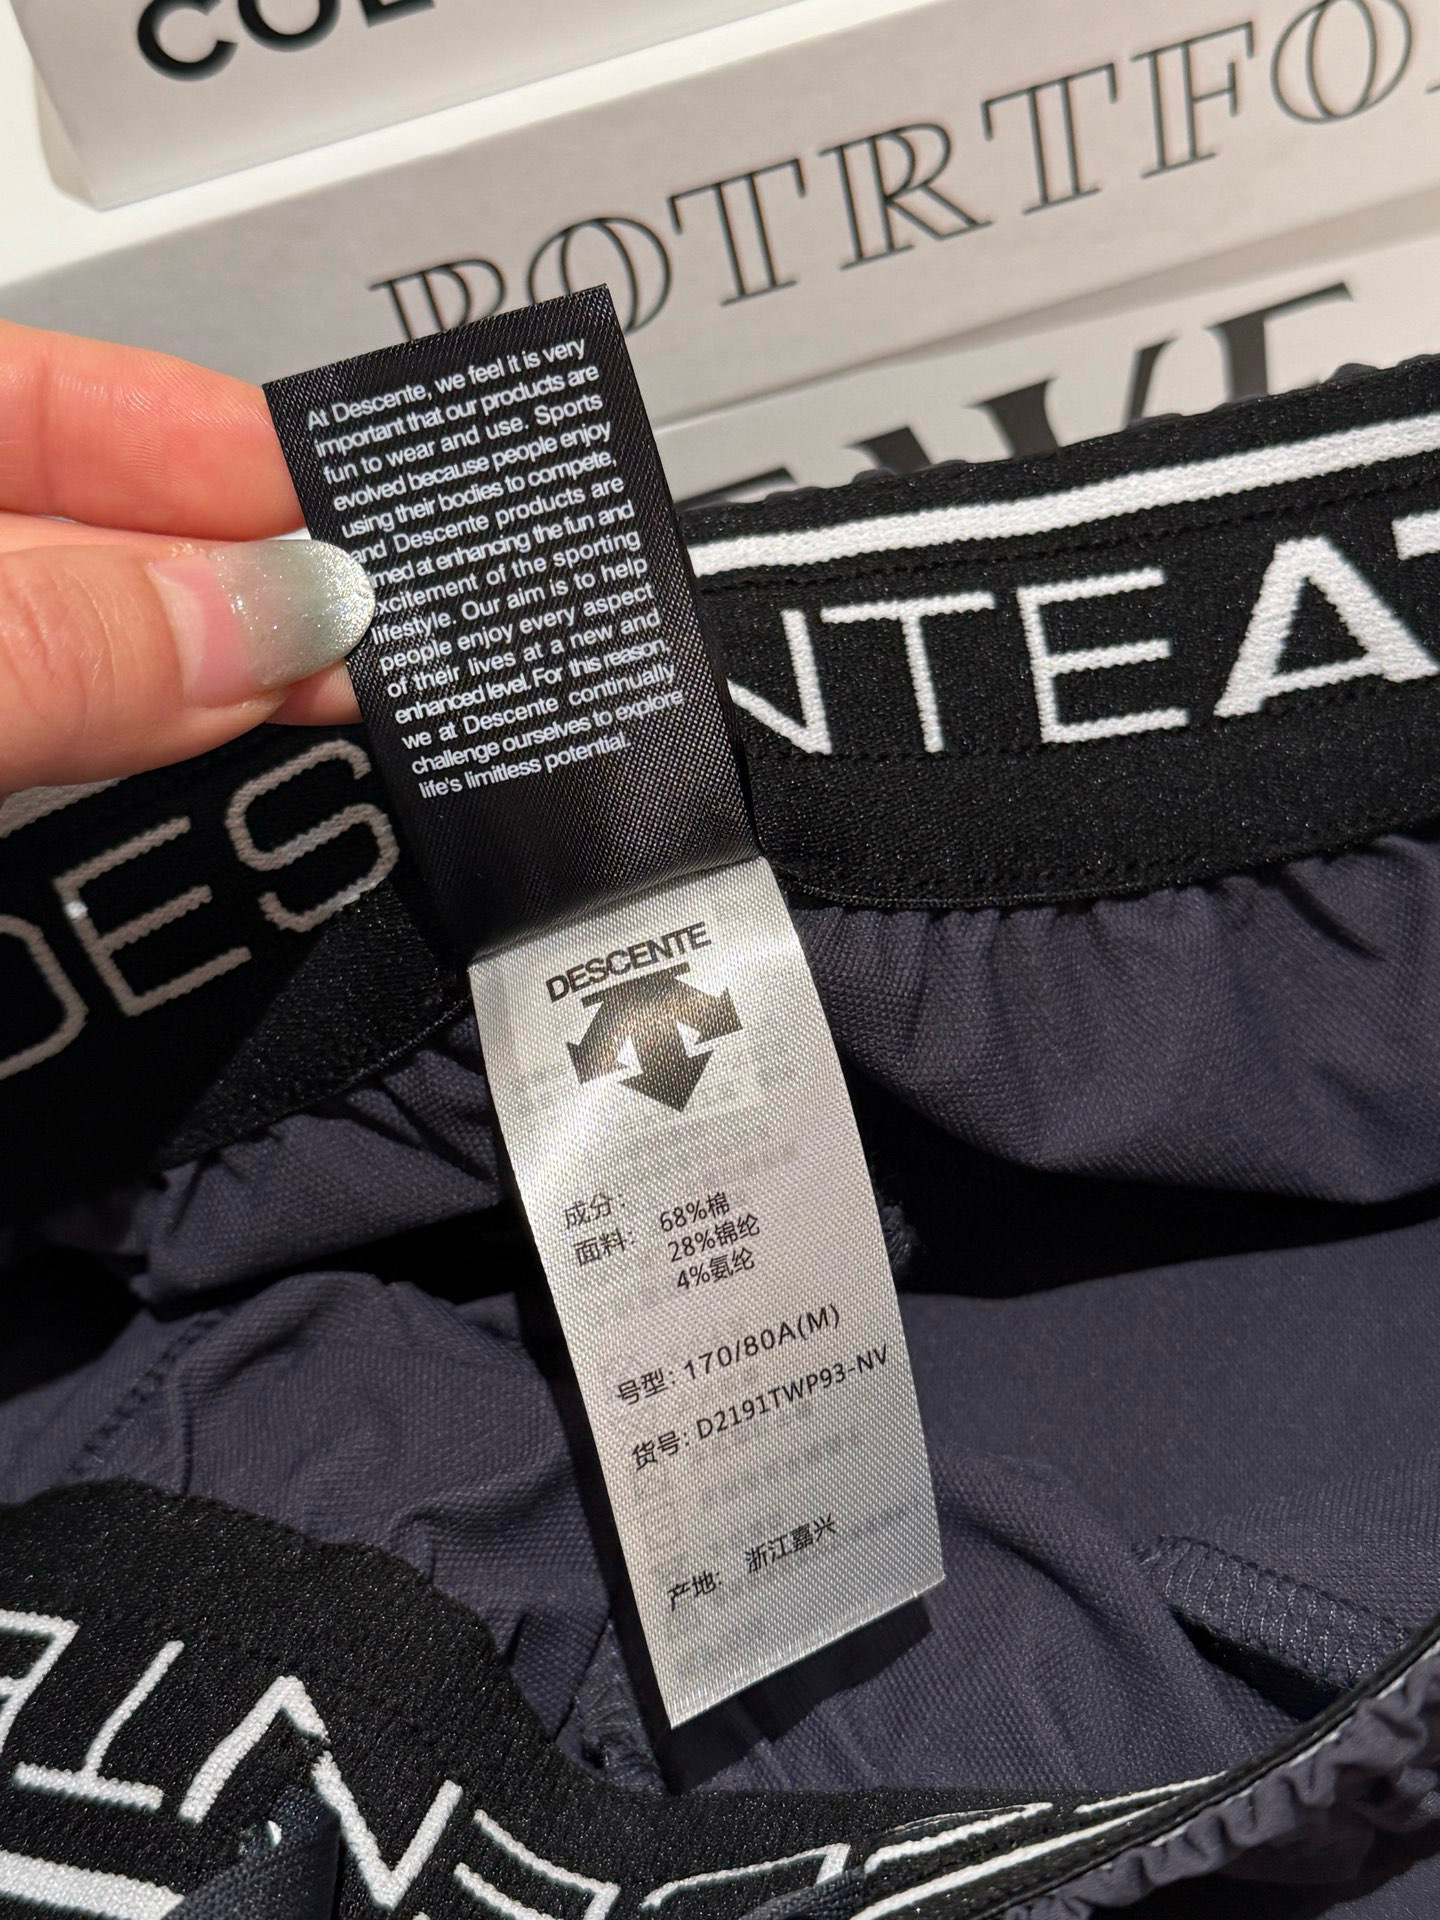 POTRTFO
At Descente, we feel it is very
important that our products are
fun to wear and use. Sports
evolved because people enjoy
using their bodies to compete,
and Descente products are
imed at enhancing the fun and
xcitement of the sporting
lifestyle. Our aim is to help
people enjoy every aspect
of their lives at a new and
enhanced level. For this reason,
we at Descente continually
challenge ourselves to explore
life's limitless potential.
NTEAT
DES
DESCENTE
成分：
面料： 68%棉
28%锦纶
4%氨纶
号型：170/80A(M)
货号：D2191TWP93-NV
产地： 浙江嘉兴